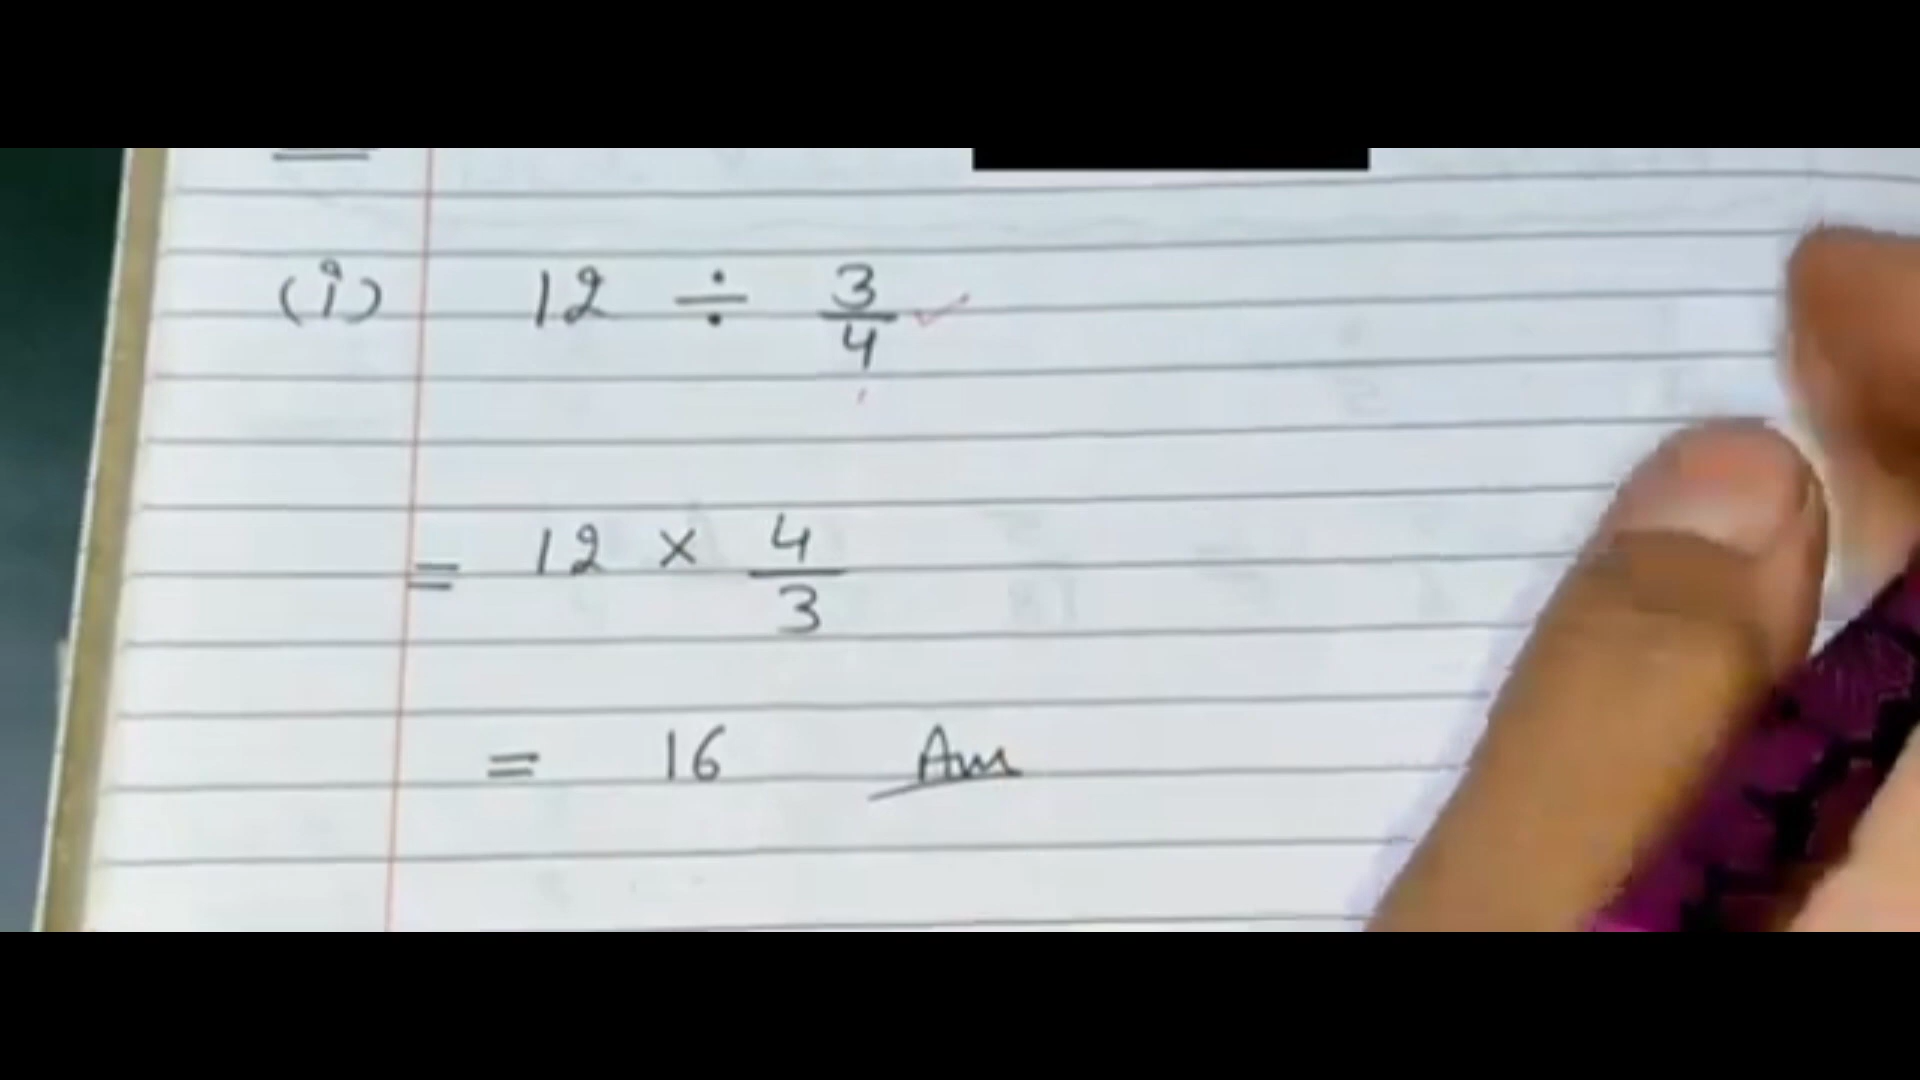 (i) 12 ÷ 3/4
= 12 × 4/3
= 16 Ans